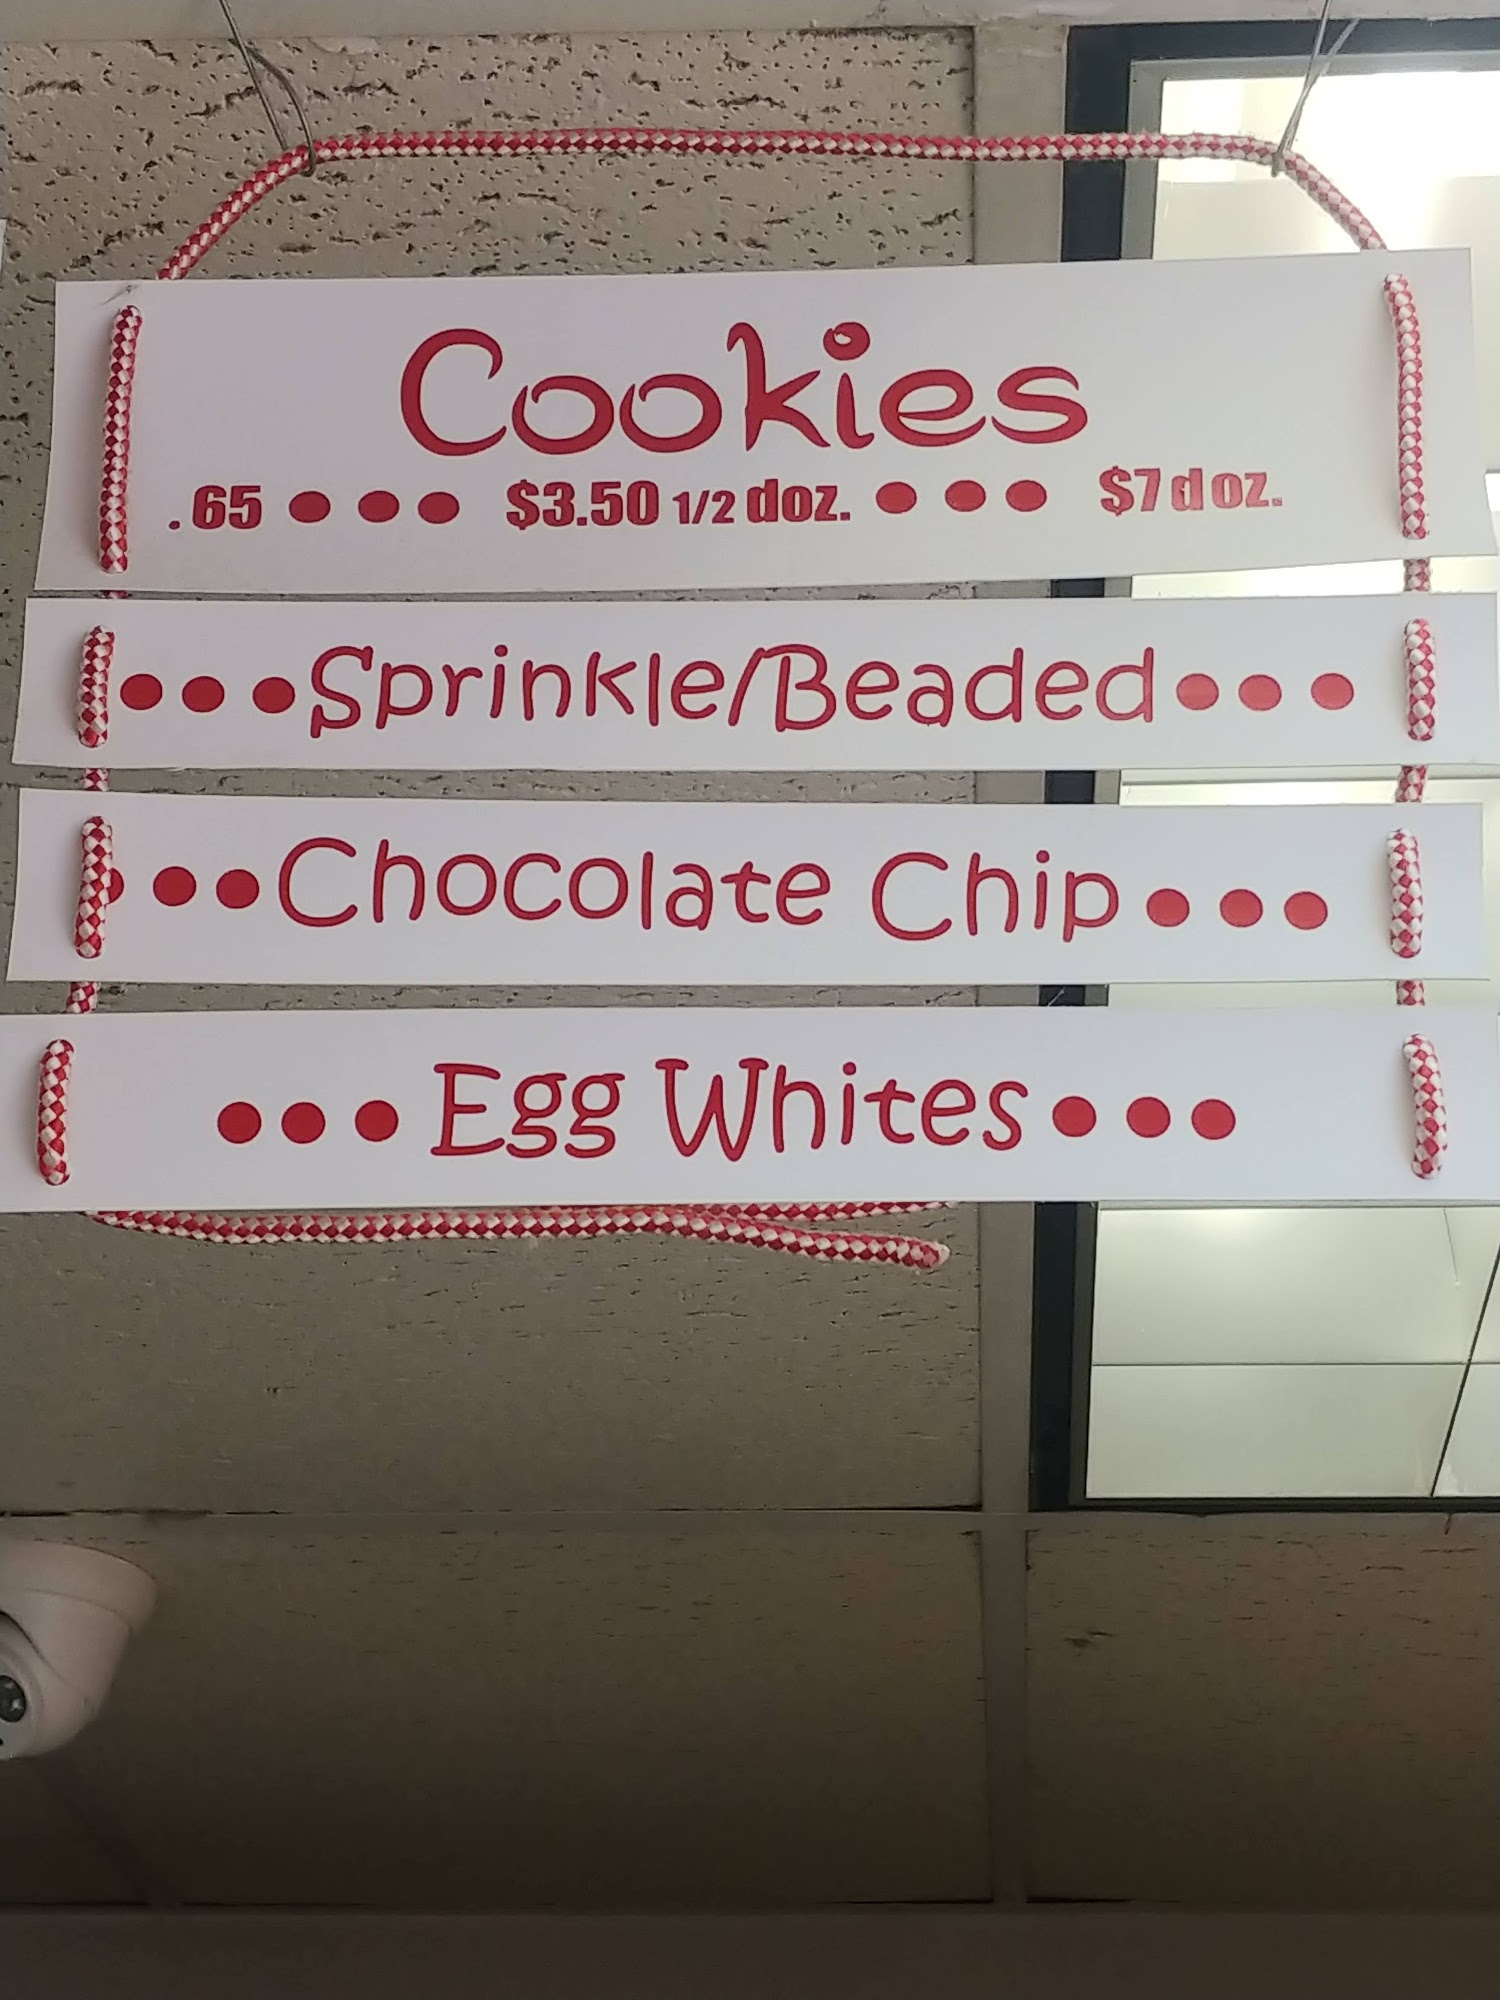 Cookies
.65 ••• $3.50 1/2 doz. ••• $7 doz.
•••Sprinkle/Beaded•••
•••Chocolate Chip•••
•••Egg Whites•••